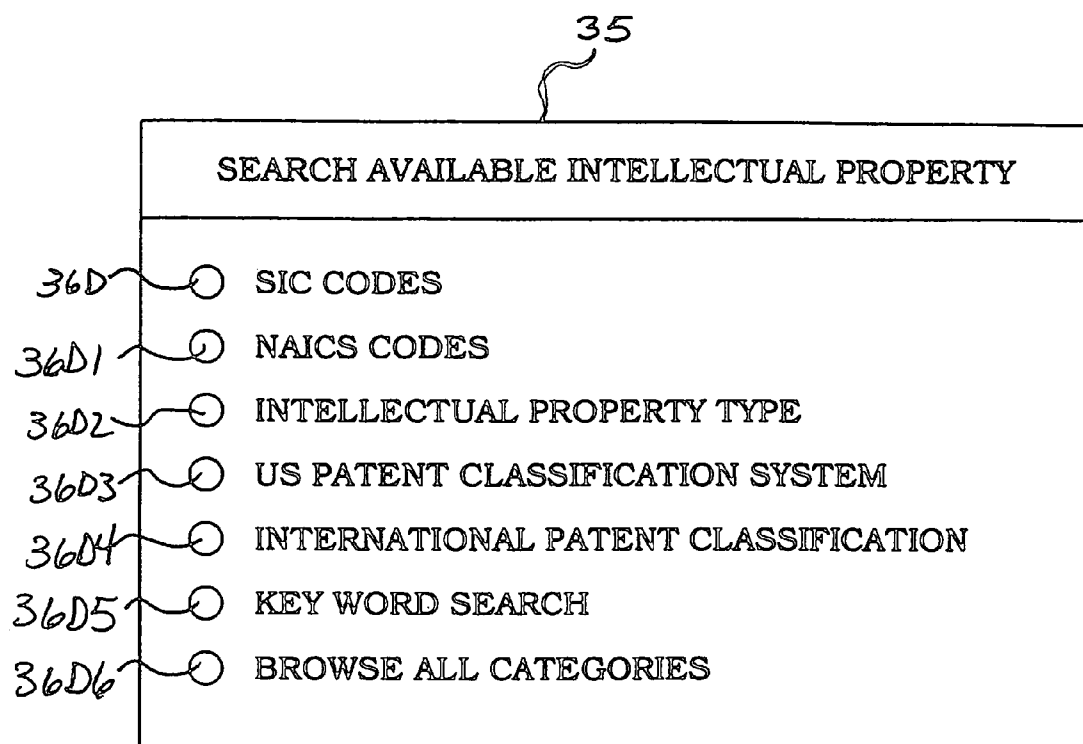 35
SEARCH AVAILABLE INTELLECTUAL PROPERTY
36D SIC CODES
36D1 NAICS CODES
36D2 INTELLECTUAL PROPERTY TYPE
36D3 US PATENT CLASSIFICATION SYSTEM
36D4 INTERNATIONAL PATENT CLASSIFICATION
36D5 KEY WORD SEARCH
36D6 BROWSE ALL CATEGORIES